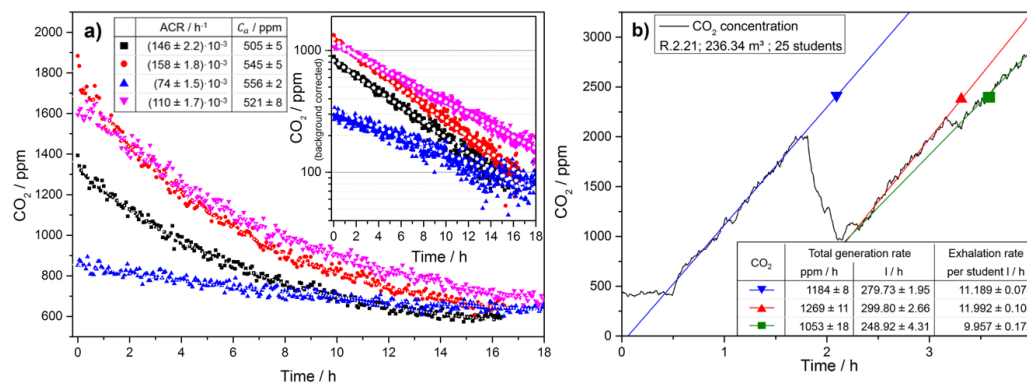 a)
ACR / h⁻¹ Cₐ / ppm
(146 ± 2.2)·10⁻³ 505 ± 5
(158 ± 1.8)·10⁻³ 545 ± 5
(74 ± 1.5)·10⁻³ 556 ± 2
(110 ± 1.7)·10⁻³ 521 ± 8
CO₂ / ppm
2000
1800
1600
1400
1200
1000
800
600
0 2 4 6 8 10 12 14 16 18
Time / h
CO₂ / ppm
(background corrected)
1000
100
0 2 4 6 8 10 12 14 16 18
Time / h
b)
CO₂ concentration
R.2.21; 236.34 m³ ; 25 students
CO₂ / ppm
3000
2500
2000
1500
1000
500
0
0 1 2 3
Time / h
CO₂ Total generation rate Exhalation rate
ppm / h l / h per student l / h
1184 ± 8 279.73 ± 1.95 11.189 ± 0.07
1269 ± 11 299.80 ± 2.66 11.992 ± 0.10
1053 ± 18 248.92 ± 4.31 9.957 ± 0.17